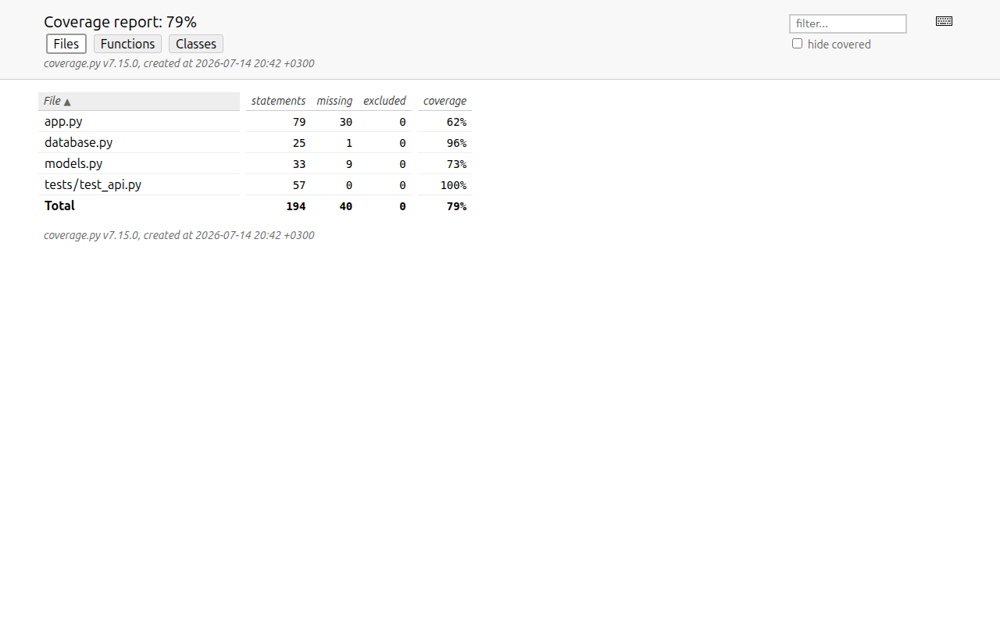 Coverage report: 79%
filter...
Files Functions Classes
hide covered
coverage.py v7.15.0, created at 2026-07-14 20:42 +0300
File ▲ statements missing excluded coverage
app.py 79 30 0 62%
database.py 25 1 0 96%
models.py 33 9 0 73%
tests/test_api.py 57 0 0 100%
Total 194 40 0 79%
coverage.py v7.15.0, created at 2026-07-14 20:42 +0300